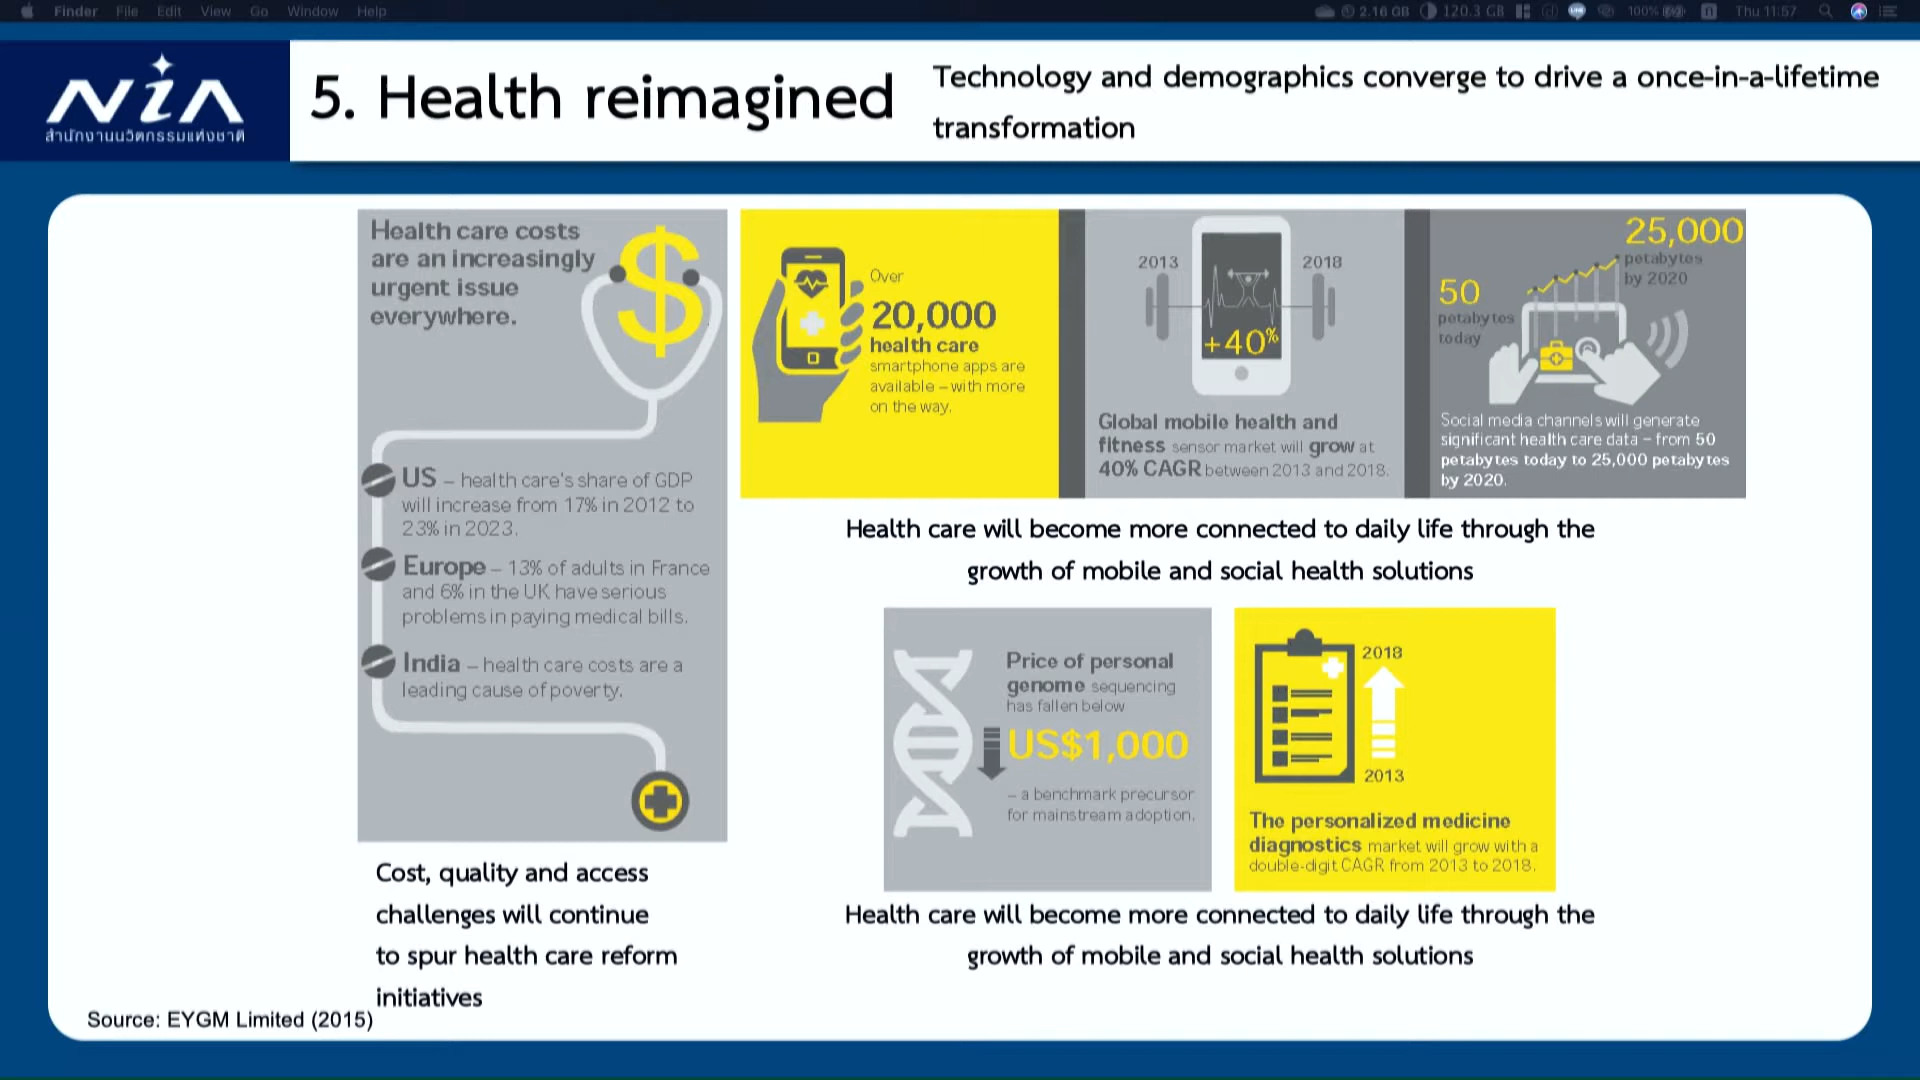 Finder File Edit View Go Window Help
2.16 GB 120.3 GB 100% Thu 11:57
NiA
สำนักงานนวัตกรรมแห่งชาติ
5. Health reimagined
Technology and demographics converge to drive a once-in-a-lifetime
transformation
Health care costs
are an increasingly
urgent issue
everywhere.
$
US – health care's share of GDP
will increase from 17% in 2012 to
23% in 2023.
Europe – 13% of adults in France
and 6% in the UK have serious
problems in paying medical bills.
India – health care costs are a
leading cause of poverty.
Cost, quality and access
challenges will continue
to spur health care reform
initiatives
Over
20,000
health care
smartphone apps are
available – with more
on the way.
2013
2018
+40%
Global mobile health and
fitness sensor market will grow at
40% CAGR between 2013 and 2018.
25,000
petabytes
by 2020
50
petabytes
today
Social media channels will generate
significant health care data – from 50
petabytes today to 25,000 petabytes
by 2020.
Health care will become more connected to daily life through the
growth of mobile and social health solutions
Price of personal
genome sequencing
has fallen below
US$1,000
– a benchmark precursor
for mainstream adoption.
2018
2013
The personalized medicine
diagnostics market will grow with a
double-digit CAGR from 2013 to 2018.
Health care will become more connected to daily life through the
growth of mobile and social health solutions
Source: EYGM Limited (2015)